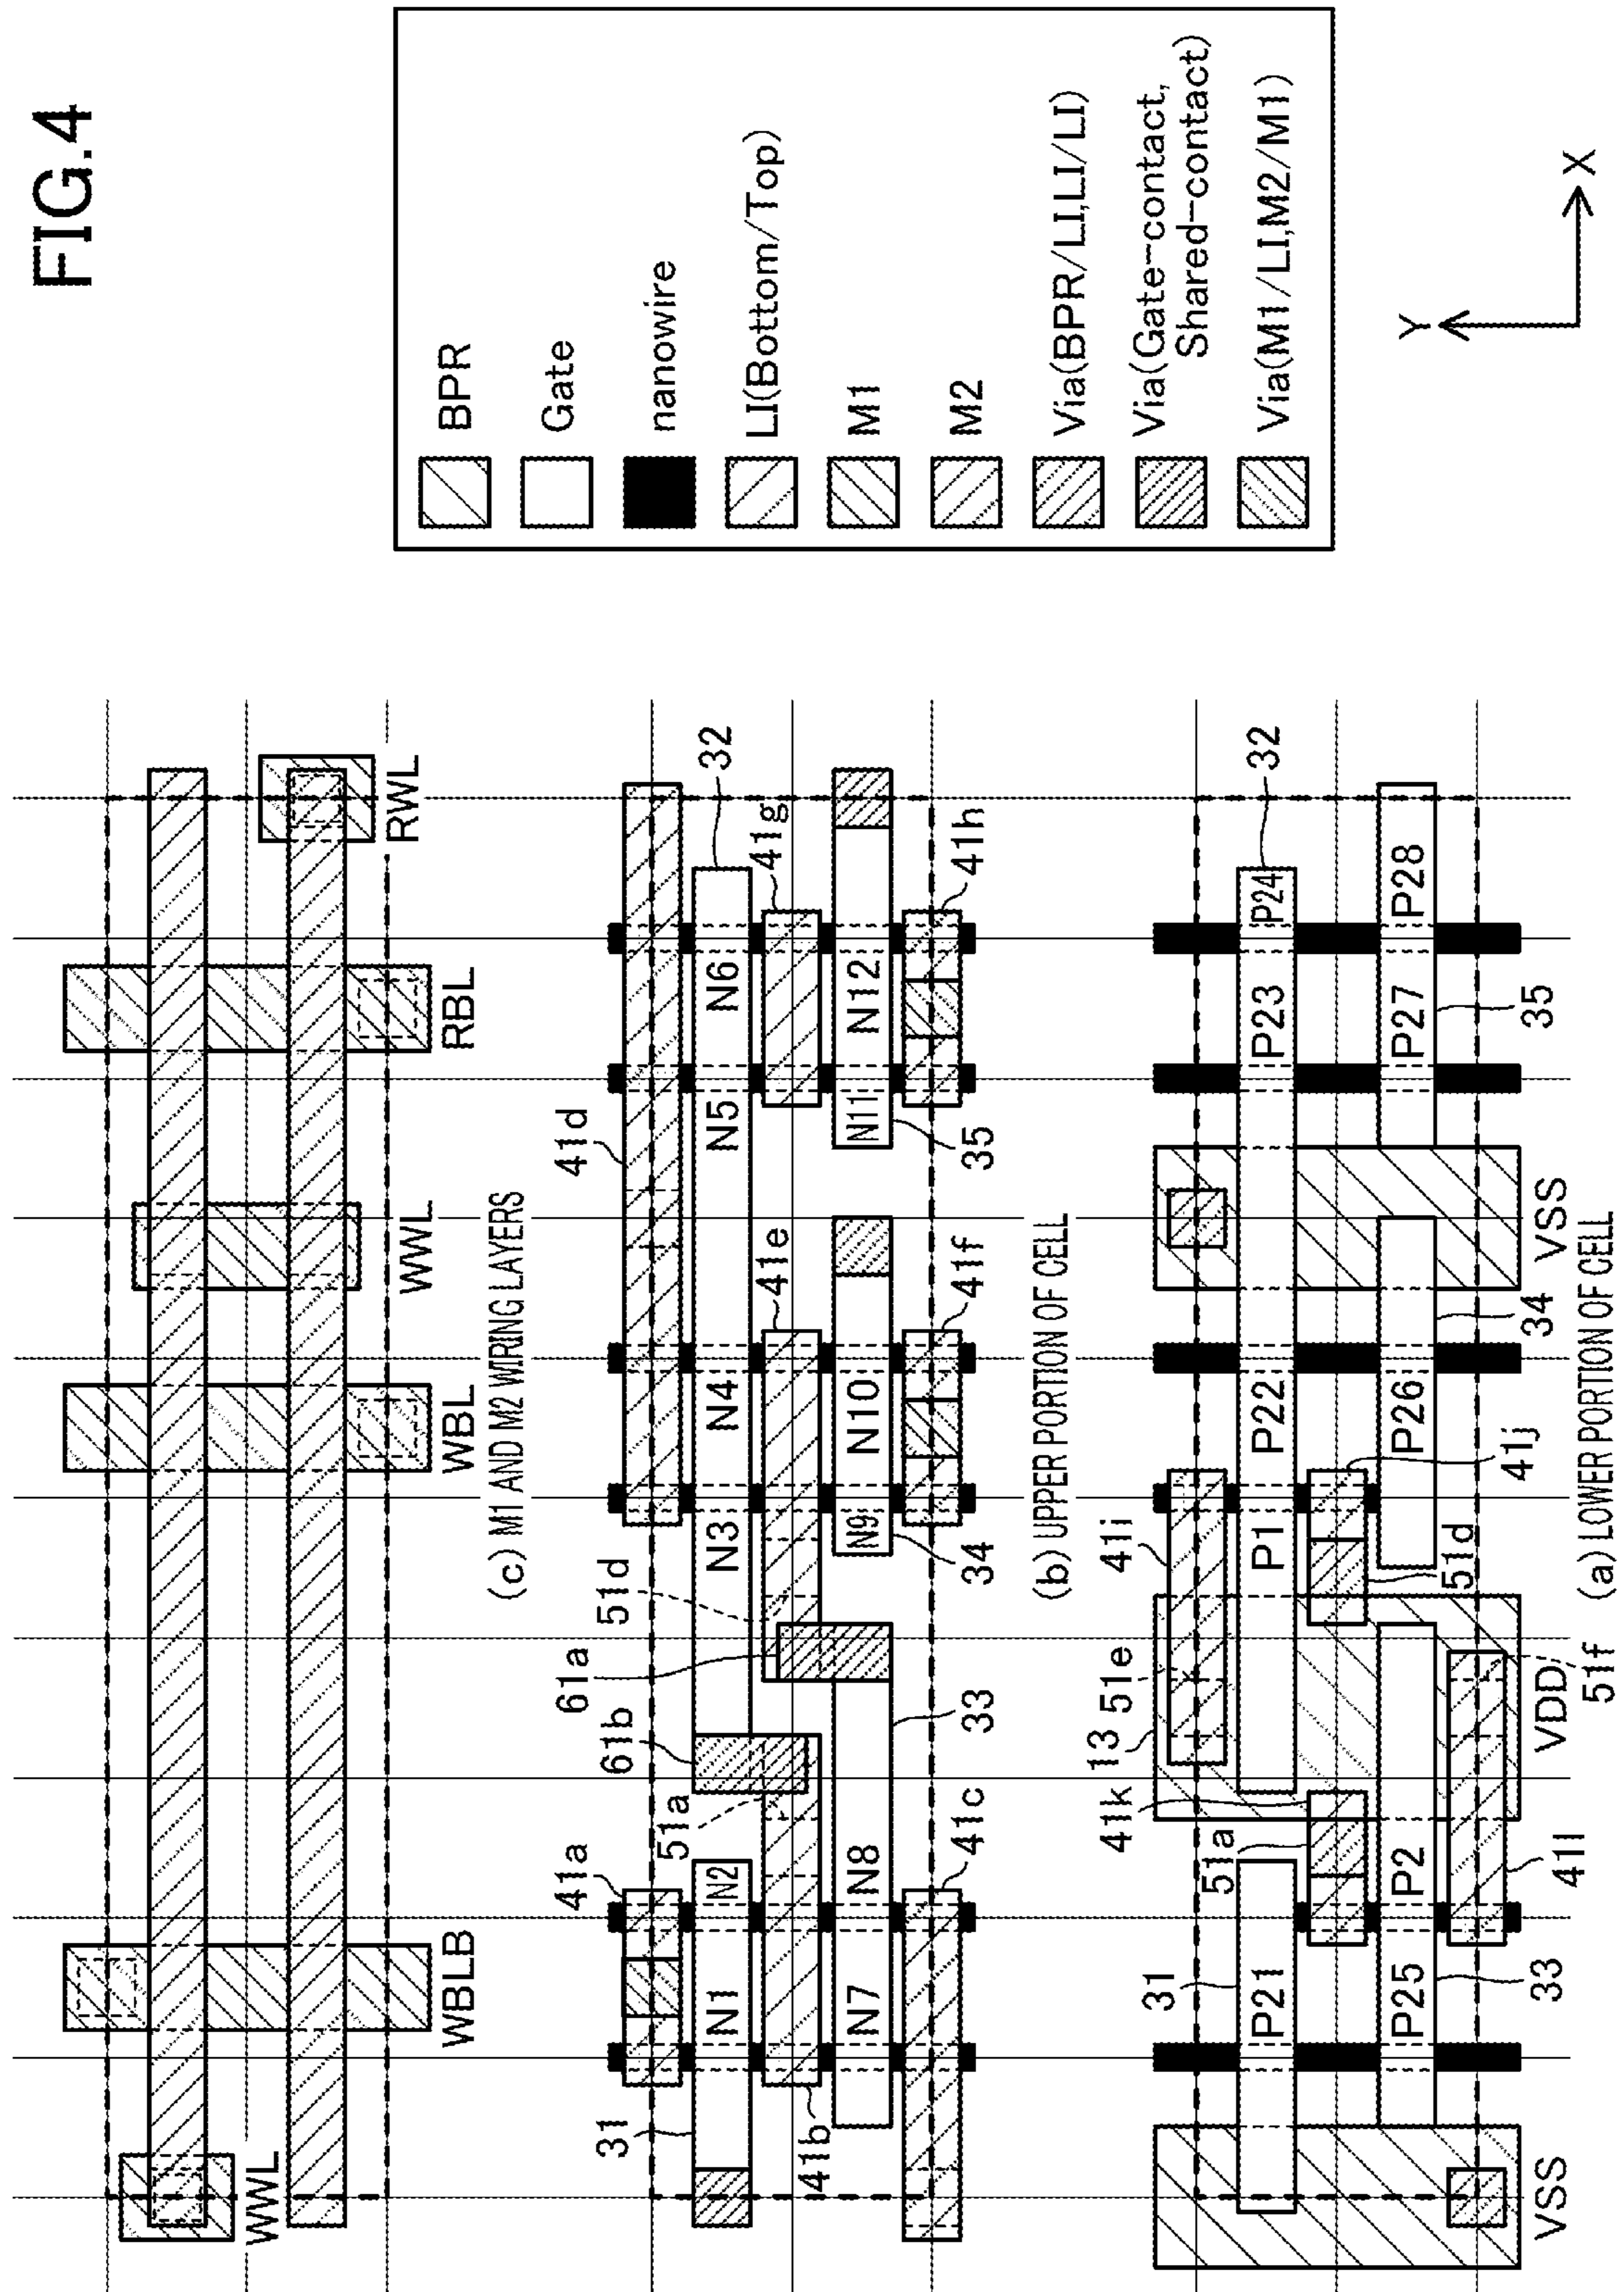 FIG.4
BPR
Gate
nanowire
LI(Bottom/Top)
M1
M2
Via(BPR/LI,LI/LI)
Via(Gate-contact,
Shared-contact)
Via(M1/LI,M2/M1)
Y
X
WWL
WBLB
WBL
WWL
RBL
RWL
(c) M1 AND M2 WIRING LAYERS
41a
61b
61a
51d
41d
32
31
N1
N2
51a
N3
N4
41e
N5
N6
41g
41b
N7
N8
33
N9
N10
34
N11
N12
35
41c
41f
41h
(b) UPPER PORTION OF CELL
31
51a
41k
13
51e
41i
32
P21
P1
P22
P23
P24
P25
P2
P26
P27
P28
33
41l
51d
41j
34
35
VSS
VDD
51f
VSS
(a) LOWER PORTION OF CELL